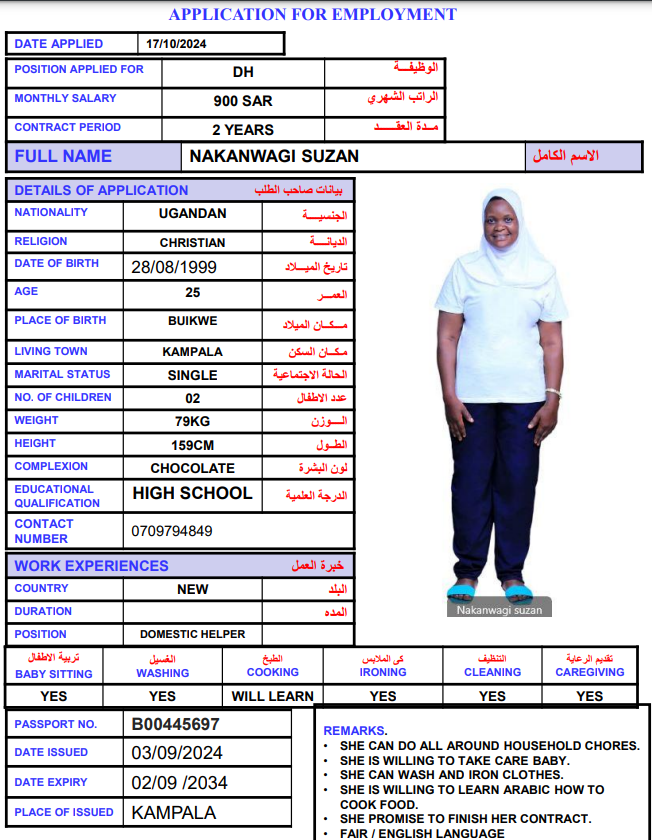 APPLICATION FOR EMPLOYMENT
DATE APPLIED 17/10/2024
POSITION APPLIED FOR DH الوظيفـــة
MONTHLY SALARY 900 SAR الراتب الشهري
CONTRACT PERIOD 2 YEARS مـدة العقــــد
FULL NAME NAKANWAGI SUZAN الاسم الكامل
DETAILS OF APPLICATION بيانات صاحب الطلب
NATIONALITY UGANDAN الجنسيـــة
RELIGION CHRISTIAN الديانـــة
DATE OF BIRTH 28/08/1999 تاريخ الميـــلاد
AGE 25 العمـــر
PLACE OF BIRTH BUIKWE مـــكـــان الميلاد
LIVING TOWN KAMPALA مكـان السكن
MARITAL STATUS SINGLE الحالة الاجتماعية
NO. OF CHILDREN 02 عدد الاطفال
WEIGHT 79KG الـــوزن
HEIGHT 159CM الطـول
COMPLEXION CHOCOLATE لون البشرة
EDUCATIONAL QUALIFICATION HIGH SCHOOL الدرجة العلمية
CONTACT NUMBER 0709794849
WORK EXPERIENCES خبرة العمل
COUNTRY NEW البلد
DURATION المده
POSITION DOMESTIC HELPER
Nakanwagi suzan
تربية الاطفال الغسيل الطبخ كى الملابس التنظيف تقديم الرعاية
BABY SITTING WASHING COOKING IRONING CLEANING CAREGIVING
YES YES WILL LEARN YES YES YES
PASSPORT NO. B00445697
DATE ISSUED 03/09/2024
DATE EXPIRY 02/09 /2034
PLACE OF ISSUED KAMPALA
REMARKS.
• SHE CAN DO ALL AROUND HOUSEHOLD CHORES.
• SHE IS WILLING TO TAKE CARE BABY.
• SHE CAN WASH AND IRON CLOTHES.
• SHE IS WILLING TO LEARN ARABIC HOW TO
COOK FOOD.
• SHE PROMISE TO FINISH HER CONTRACT.
• FAIR / ENGLISH LANGUAGE